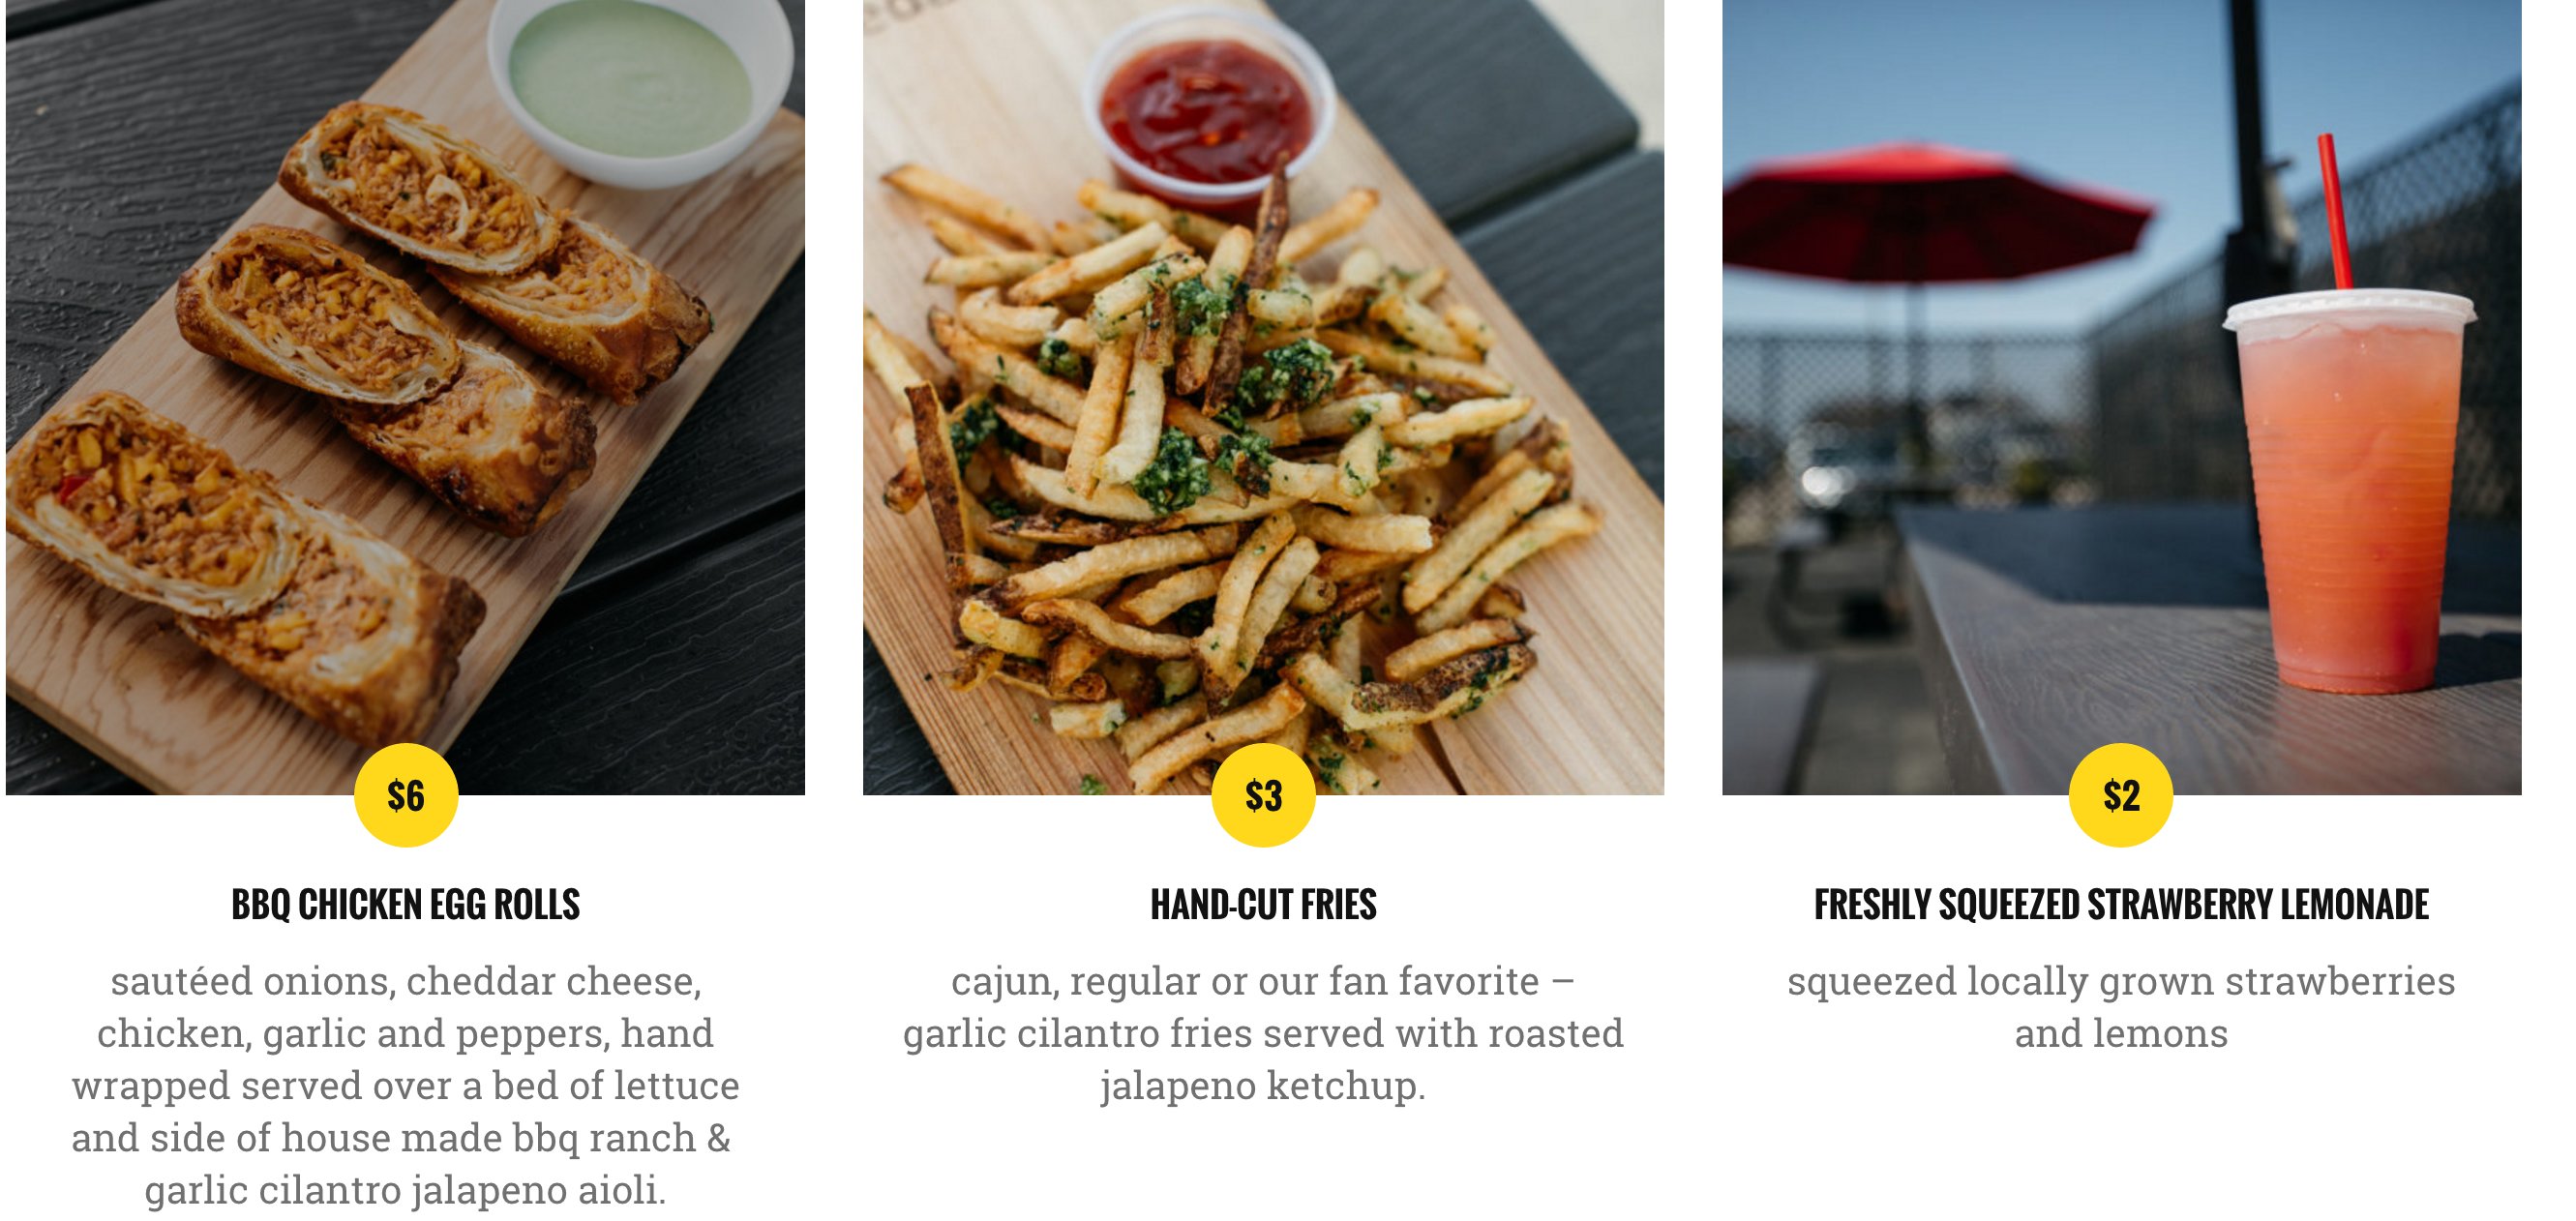 $6
BBQ CHICKEN EGG ROLLS
sautéed onions, cheddar cheese,
chicken, garlic and peppers, hand
wrapped served over a bed of lettuce
and side of house made bbq ranch &
garlic cilantro jalapeno aioli.
$3
HAND-CUT FRIES
cajun, regular or our fan favorite –
garlic cilantro fries served with roasted
jalapeno ketchup.
$2
FRESHLY SQUEEZED STRAWBERRY LEMONADE
squeezed locally grown strawberries
and lemons